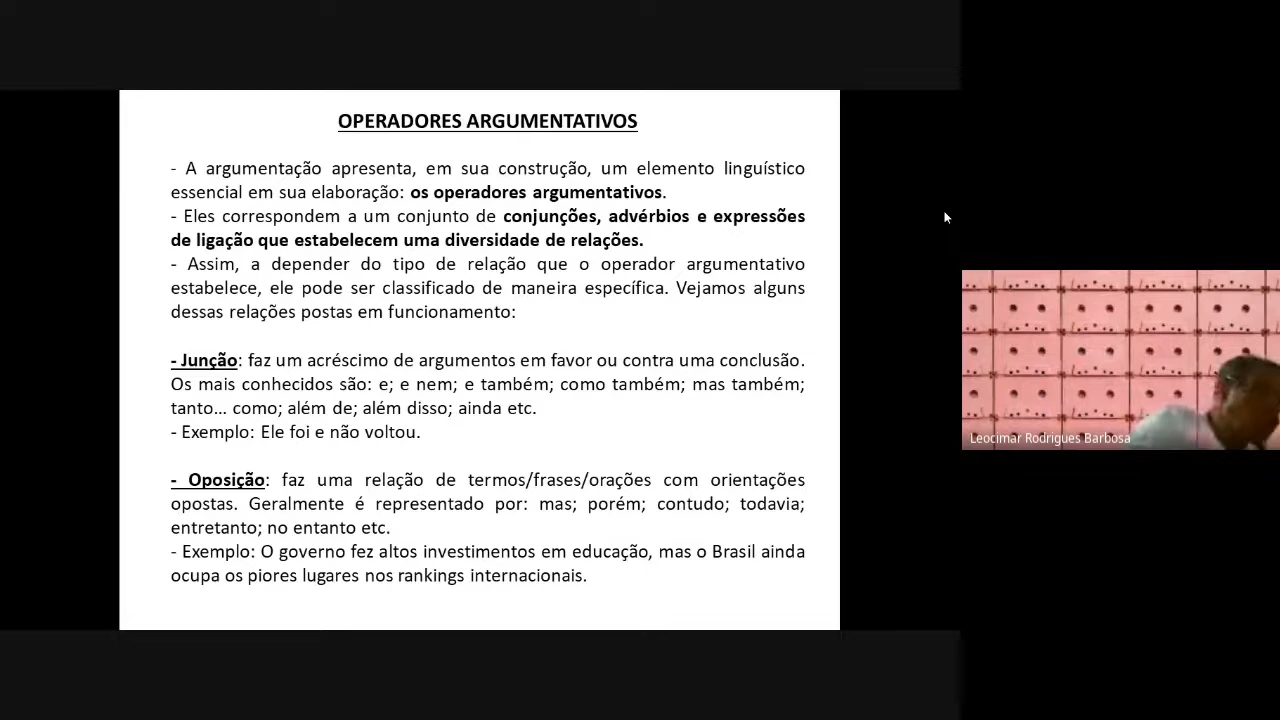 OPERADORES ARGUMENTATIVOS
- A argumentação apresenta, em sua construção, um elemento linguístico
essencial em sua elaboração: os operadores argumentativos.
- Eles correspondem a um conjunto de conjunções, advérbios e expressões
de ligação que estabelecem uma diversidade de relações.
- Assim, a depender do tipo de relação que o operador argumentativo
estabelece, ele pode ser classificado de maneira específica. Vejamos alguns
dessas relações postas em funcionamento:
- Junção: faz um acréscimo de argumentos em favor ou contra uma conclusão.
Os mais conhecidos são: e; e nem; e também; como também; mas também;
tanto... como; além de; além disso; ainda etc.
- Exemplo: Ele foi e não voltou.
- Oposição: faz uma relação de termos/frases/orações com orientações
opostas. Geralmente é representado por: mas; porém; contudo; todavia;
entretanto; no entanto etc.
- Exemplo: O governo fez altos investimentos em educação, mas o Brasil ainda
ocupa os piores lugares nos rankings internacionais.
Leocimar Rodrigues Barbosa